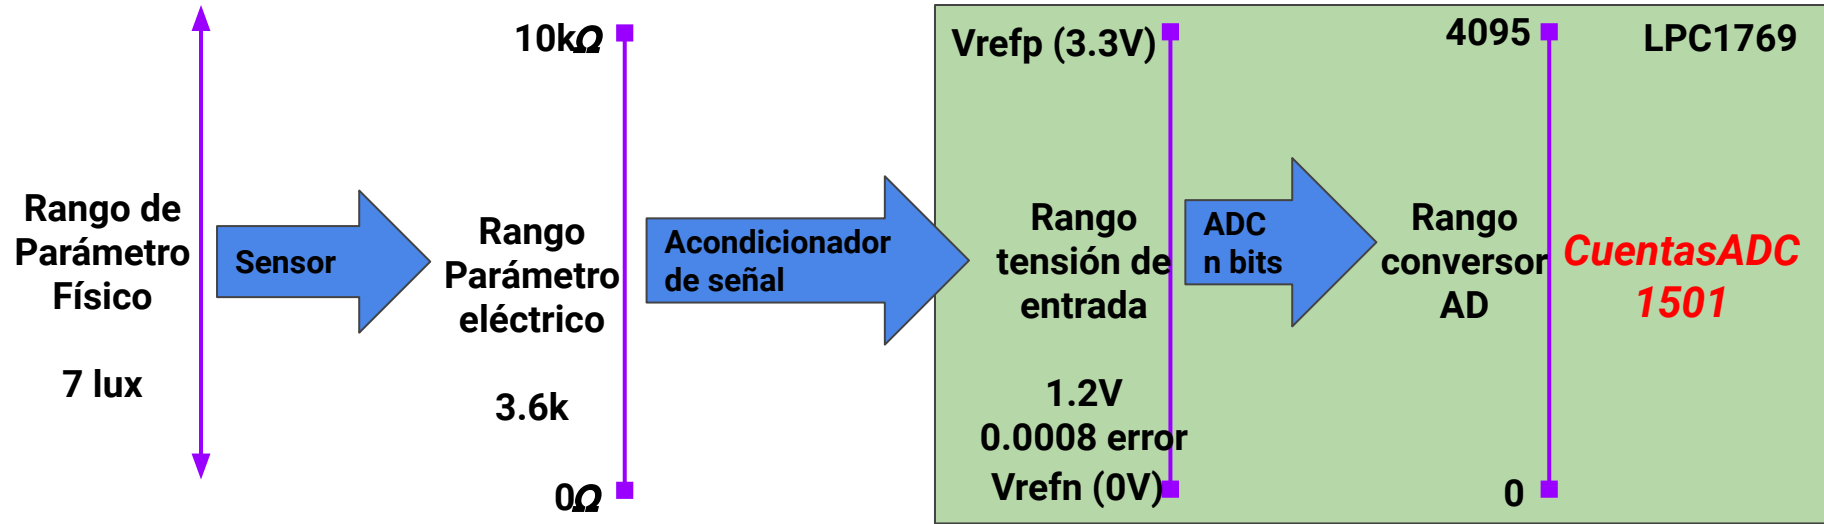 Rango de
Parámetro
Físico
7 lux
Sensor
10kΩ
Rango
Parámetro
eléctrico
3.6k
0Ω
Acondicionador
de señal
Vrefp (3.3V)
Rango
tensión de
entrada
1.2V
0.0008 error
Vrefn (0V)
ADC
n bits
4095
Rango
conversor
AD
0
LPC1769
CuentasADC
1501